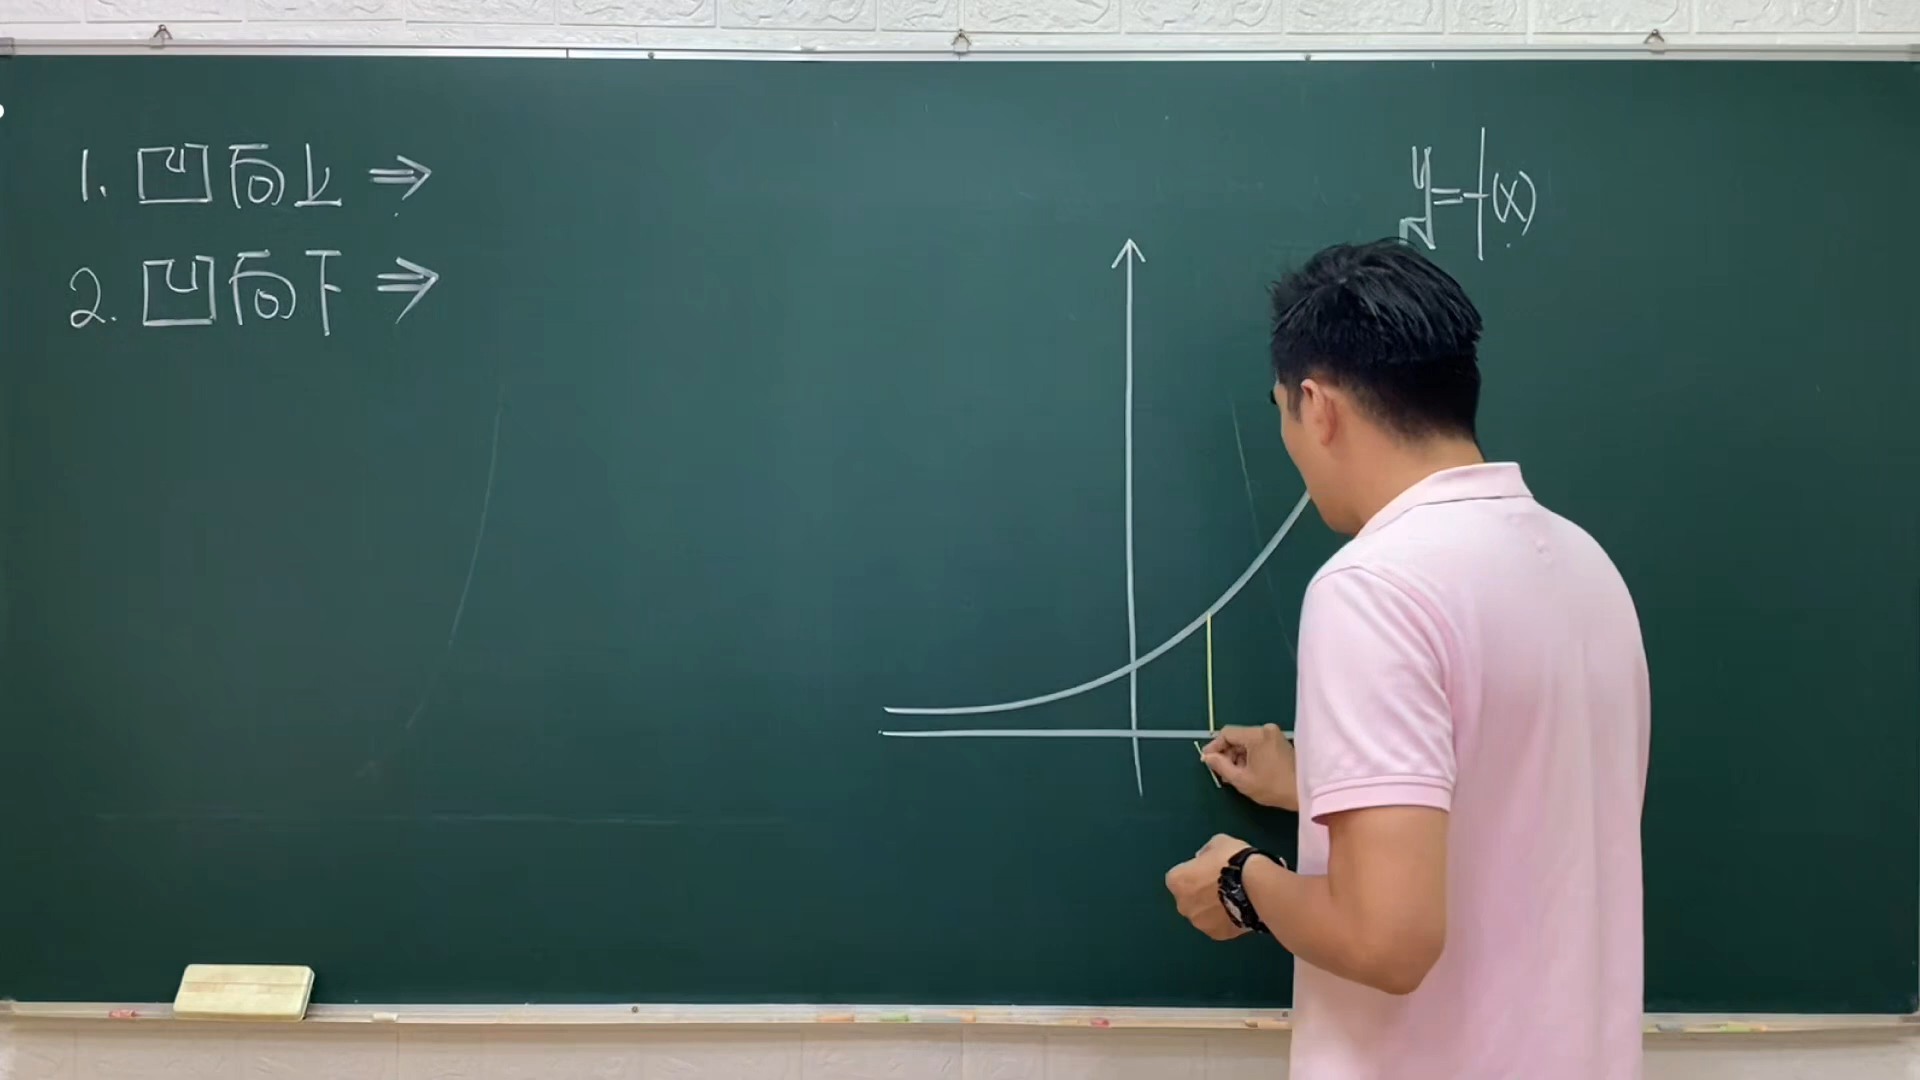 1. 凹向上 ⇒
2. 凹向下 ⇒
y=f(x)